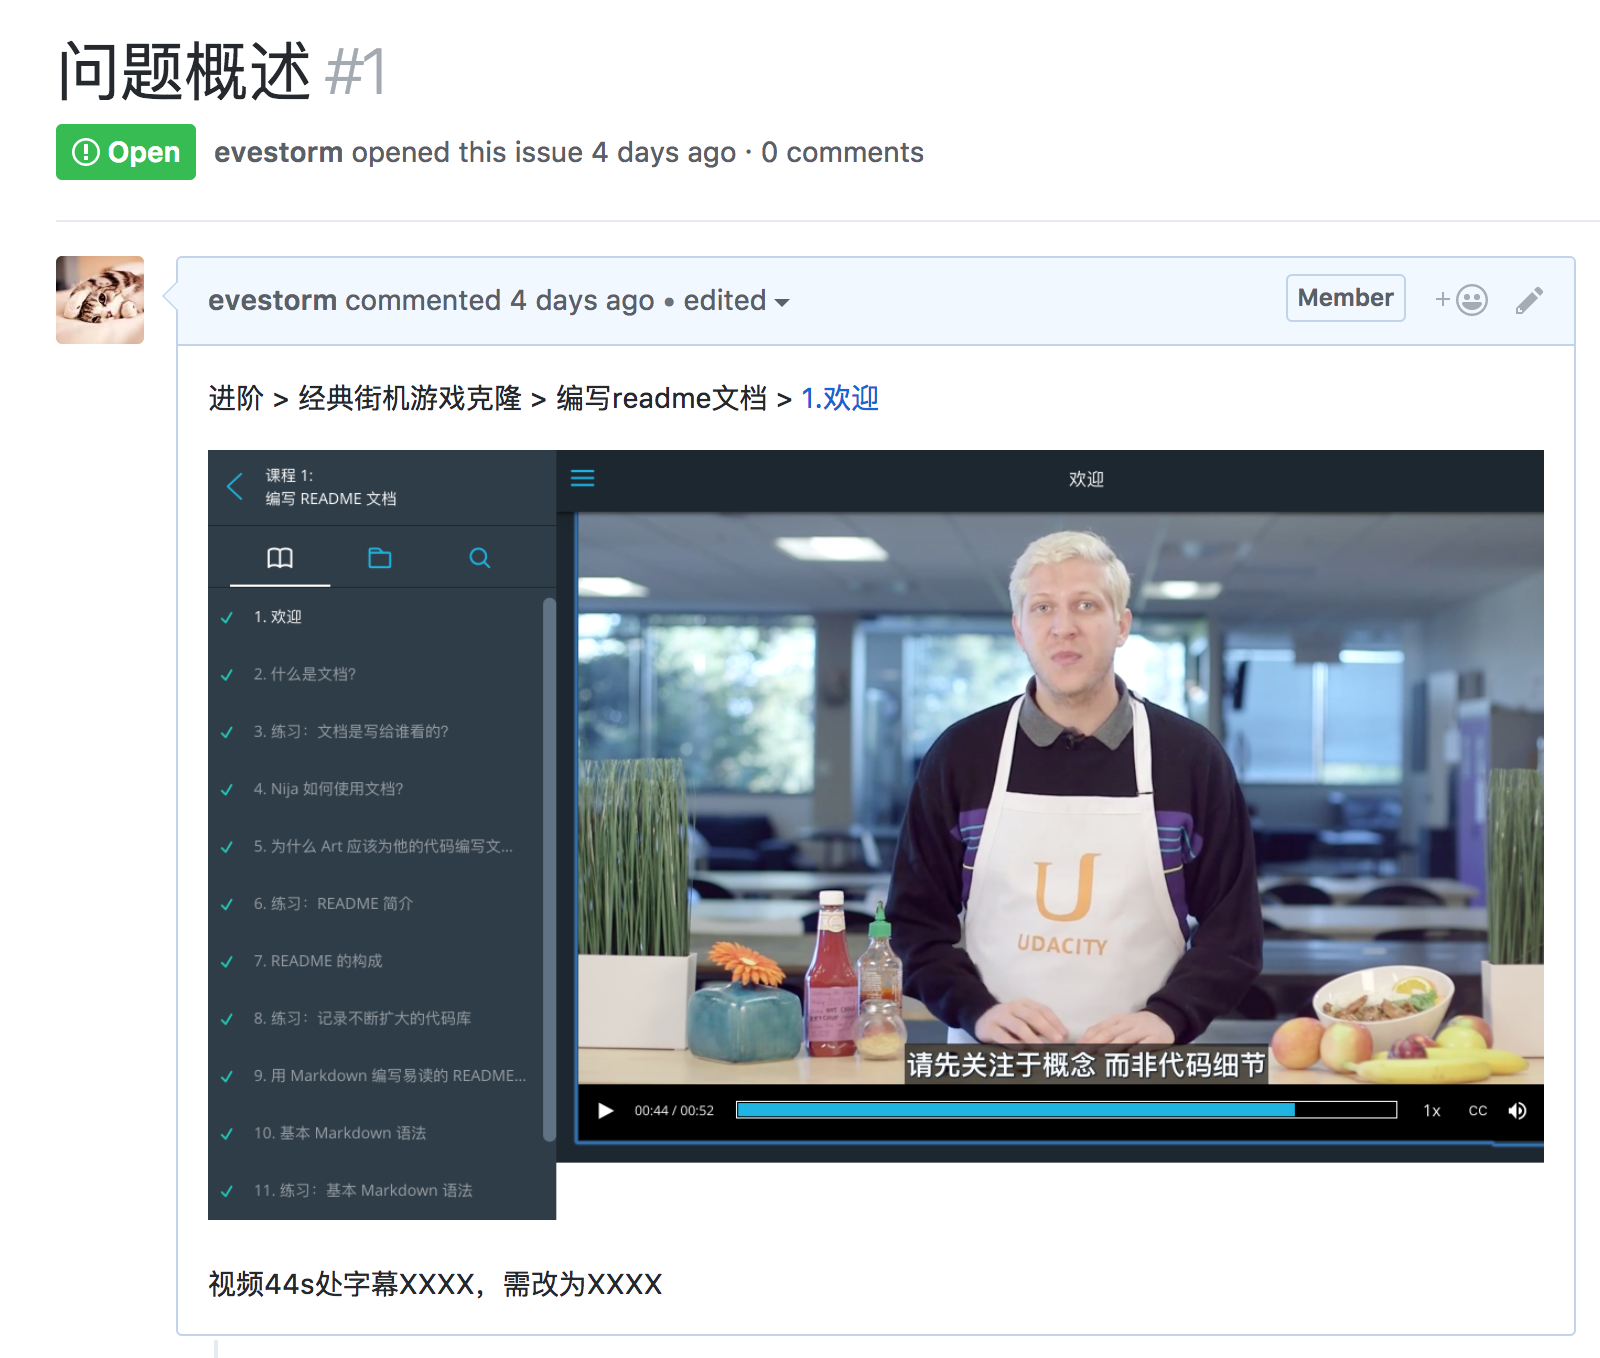 问题概述 #1
Open
evestorm opened this issue 4 days ago · 0 comments
evestorm commented 4 days ago • edited
Member
进阶 > 经典街机游戏克隆 > 编写readme文档 > 1.欢迎
课程 1:
编写 README 文档
欢迎
1. 欢迎
2. 什么是文档?
3. 练习：文档是写给谁看的?
4. Nija 如何使用文档?
5. 为什么 Art 应该为他的代码编写文...
6. 练习：README 简介
7. README 的构成
8. 练习：记录不断扩大的代码库
9. 用 Markdown 编写易读的 README...
10. 基本 Markdown 语法
11. 练习：基本 Markdown 语法
UDACITY
请先关注于概念 而非代码细节
00:44 / 00:52
1x
CC
视频44s处字幕XXXX，需改为XXXX